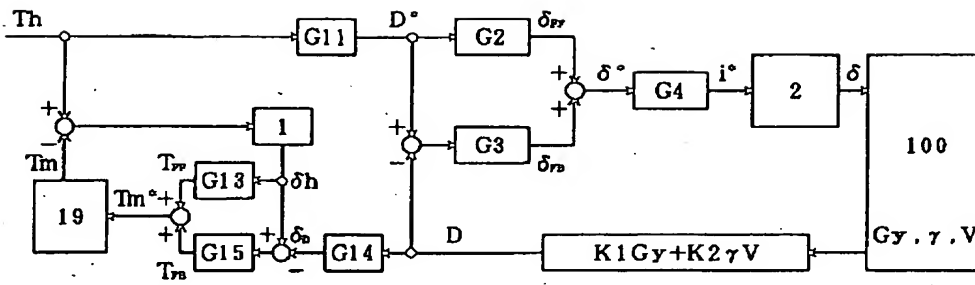 Th
D*
δFF
G11
G2
+
+
δ*
i*
δ
+
G4
2
−
1
+
−
G3
δFB
100
Tm
TFF
G13
δh
Tm*
+
19
+
+
δD
D
Gy, γ, V
G15
−
G14
K1Gy+K2γV
TFB